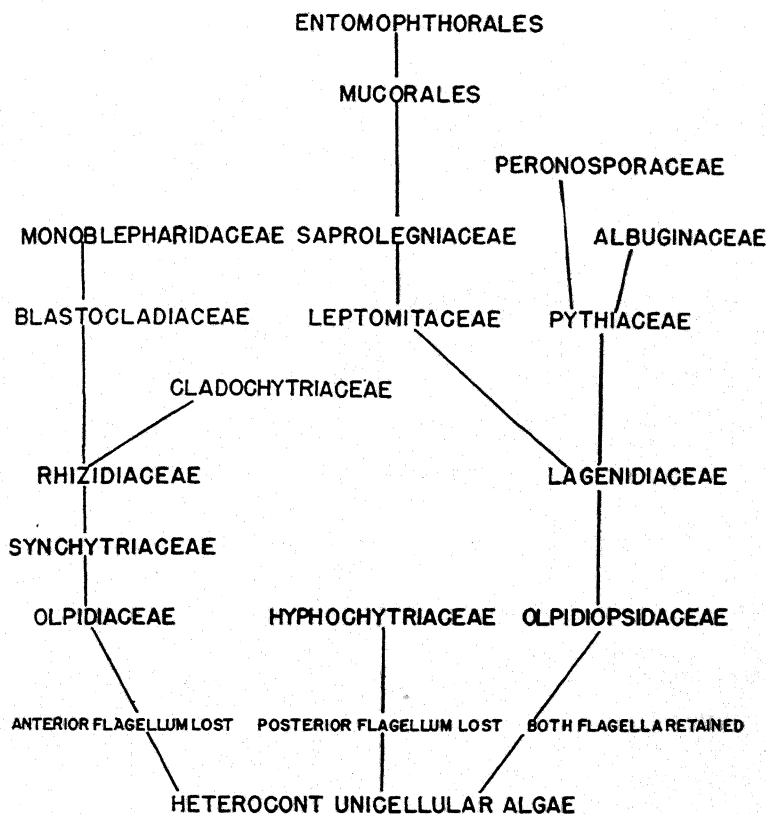 ENTOMOPHTHORALES
MUCORALES
PERONOSPORACEAE
MONOBLEPHARIDACEAE SAPROLEGNIACEAE ALBUGINACEAE
BLASTOCLADIACEAE LEPTOMITACEAE PYTHIACEAE
CLADOCHYTRIACEAE
RHIZIDIACEAE LAGENIDIACEAE
SYNCHYTRIACEAE
OLPIDIACEAE HYPHOCHYTRIACEAE OLPIDIOPSIDACEAE
ANTERIOR FLAGELLUM LOST POSTERIOR FLAGELLUM LOST BOTH FLAGELLA RETAINED
HETEROCONT UNICELLULAR ALGAE